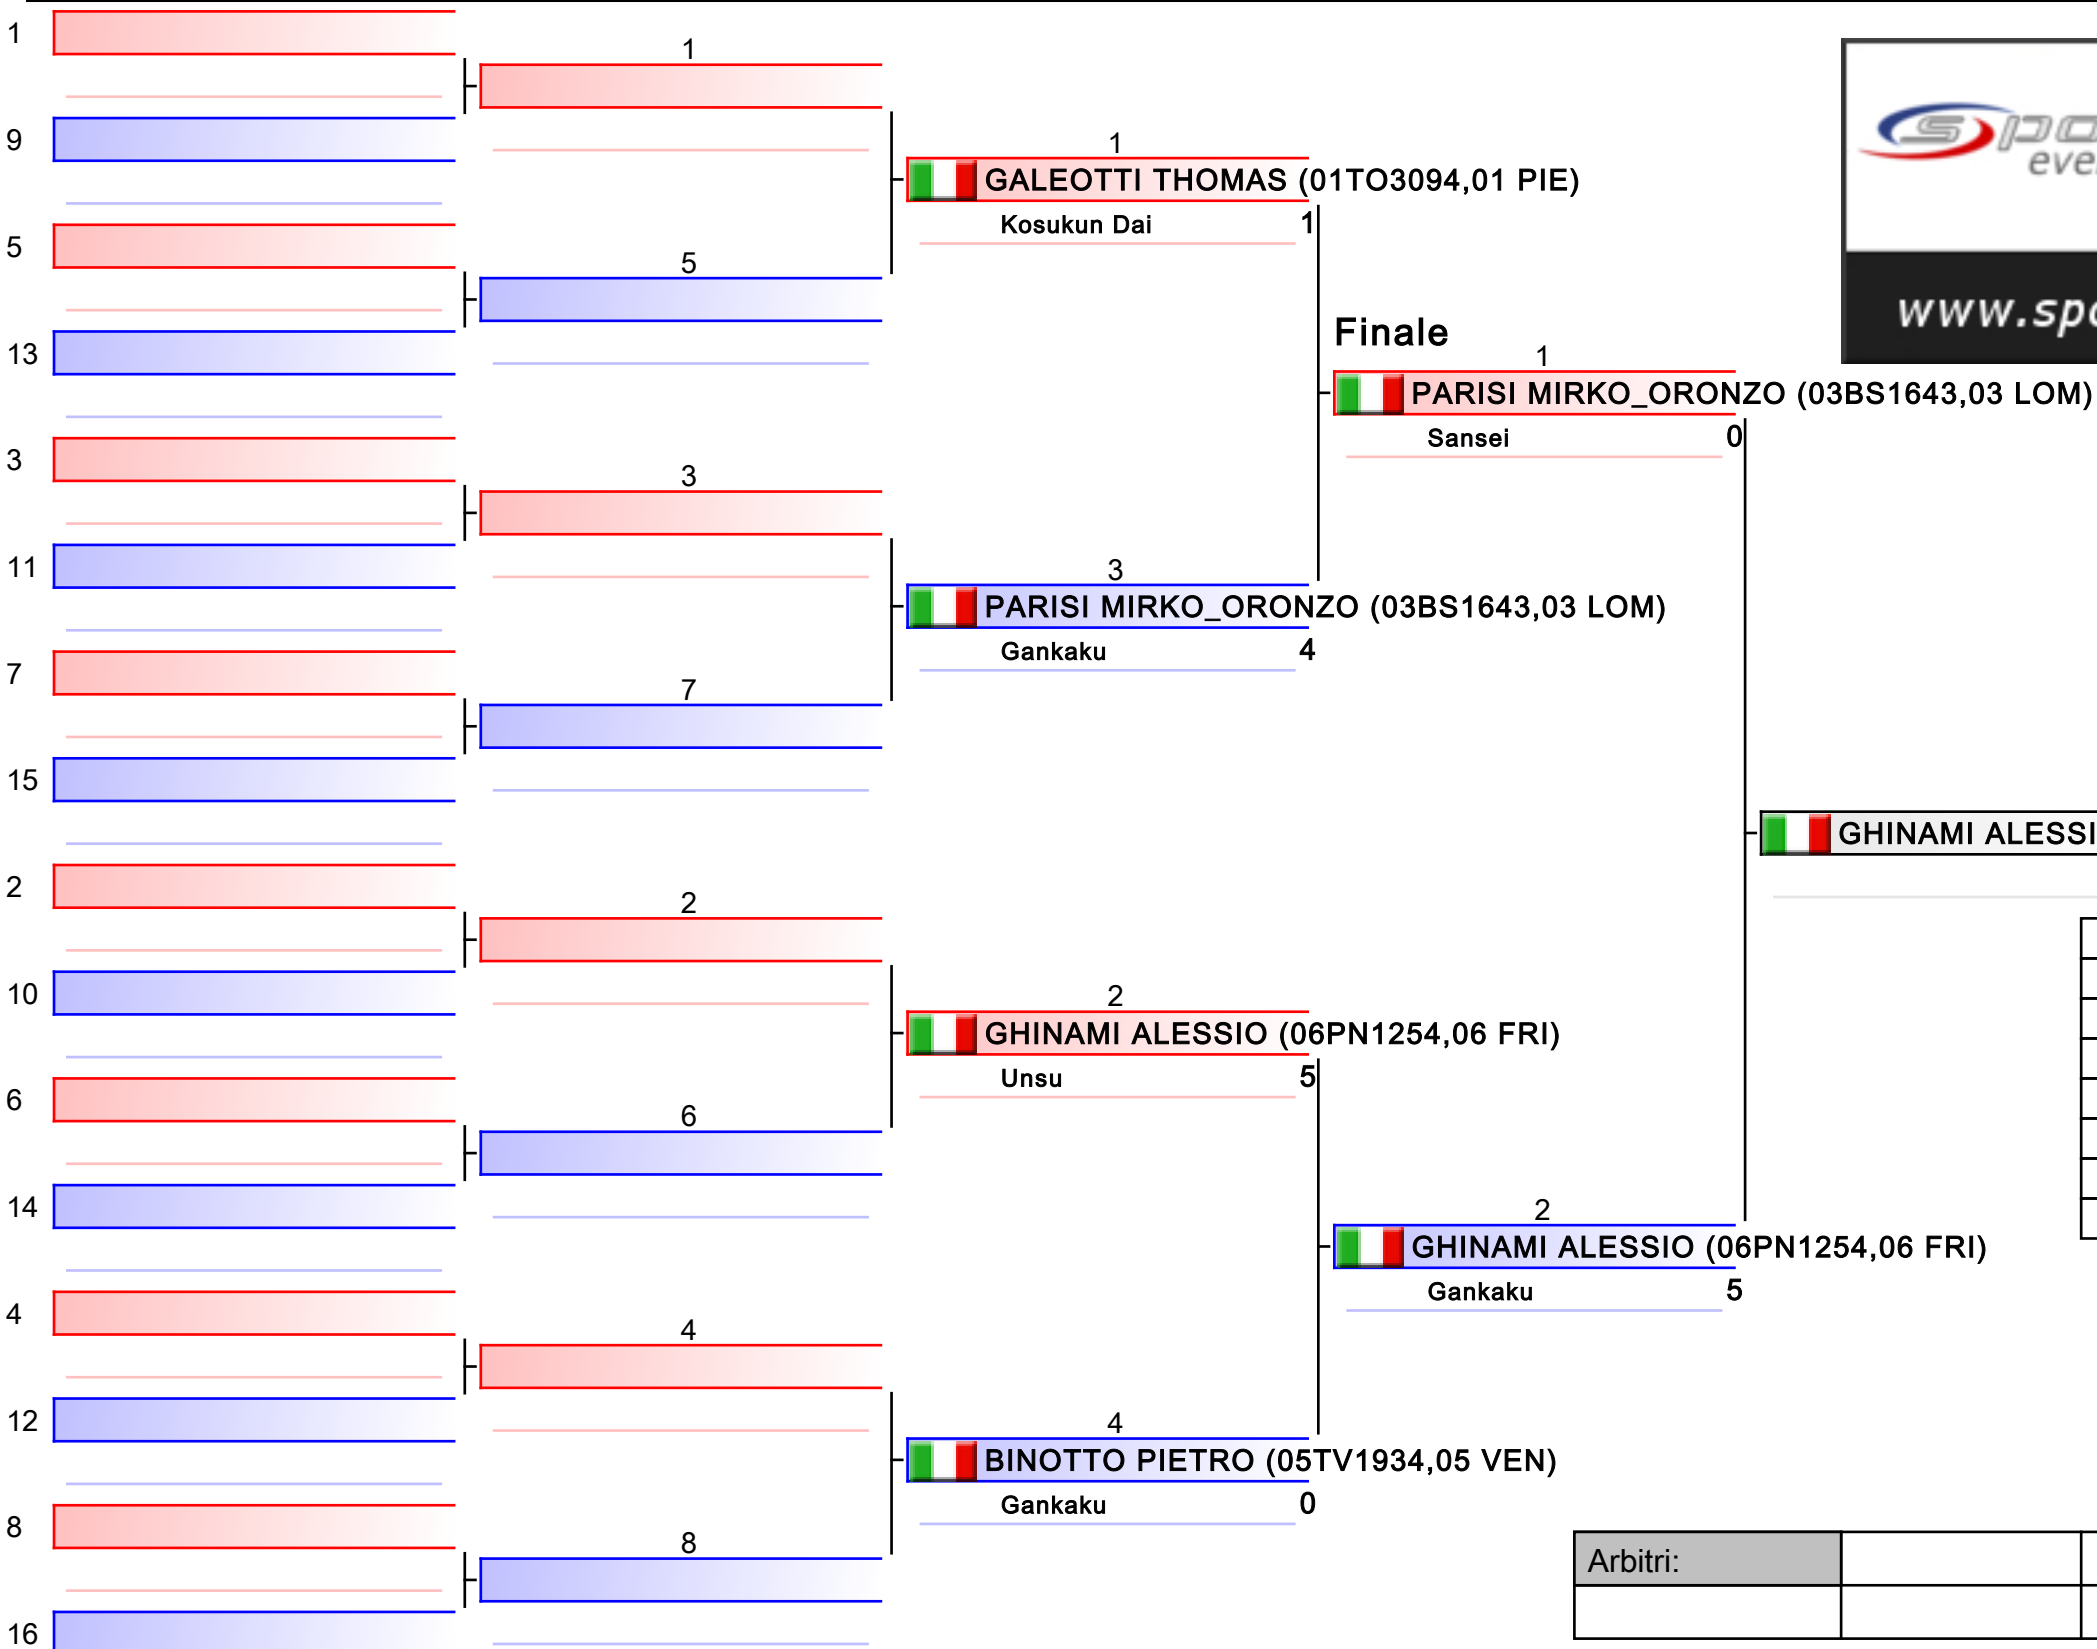 1
1
9
1
GALEOTTI THOMAS (01TO3094,01 PIE)
Kosukun Dai 1
5
5
13
Finale
1
PARISI MIRKO_ORONZO (03BS1643,03 LOM)
Sansei 0
3
3
11
3
PARISI MIRKO_ORONZO (03BS1643,03 LOM)
Gankaku 4
7
7
15
GHINAMI ALESSI
2
2
10
2
GHINAMI ALESSIO (06PN1254,06 FRI)
Unsu 5
6
6
14
2
GHINAMI ALESSIO (06PN1254,06 FRI)
Gankaku 5
4
4
12
4
BINOTTO PIETRO (05TV1934,05 VEN)
Gankaku 0
8
8
16
Arbitri:
www.spo